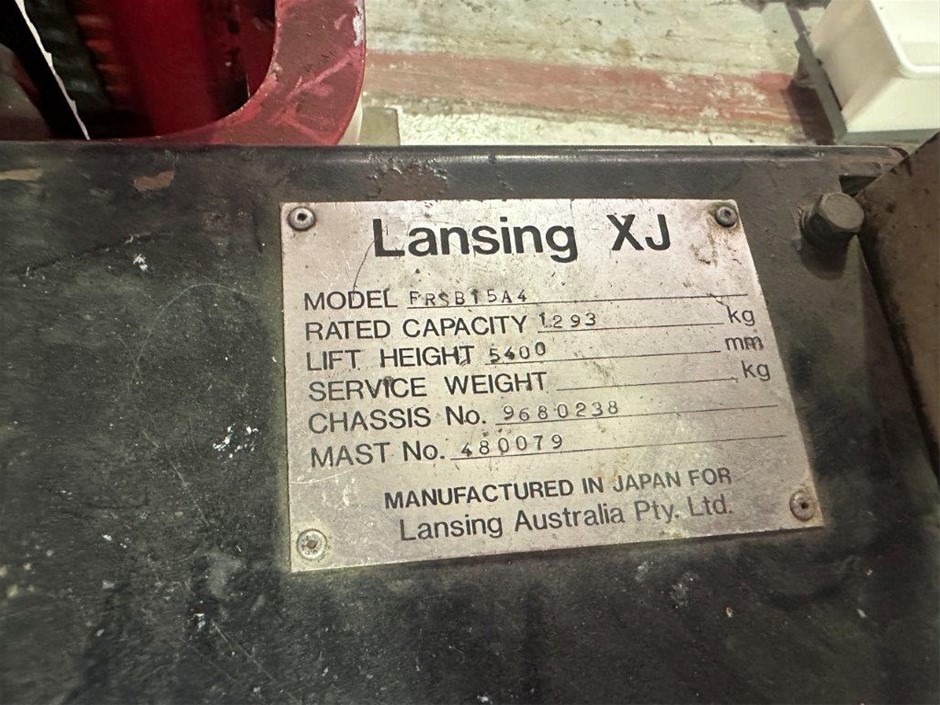 Lansing XJ
MODEL FRSB15A4
RATED CAPACITY 1293 kg
LIFT HEIGHT 5400 mm
SERVICE WEIGHT kg
CHASSIS No. 9680238
MAST No. 480079
MANUFACTURED IN JAPAN FOR
Lansing Australia Pty. Ltd.